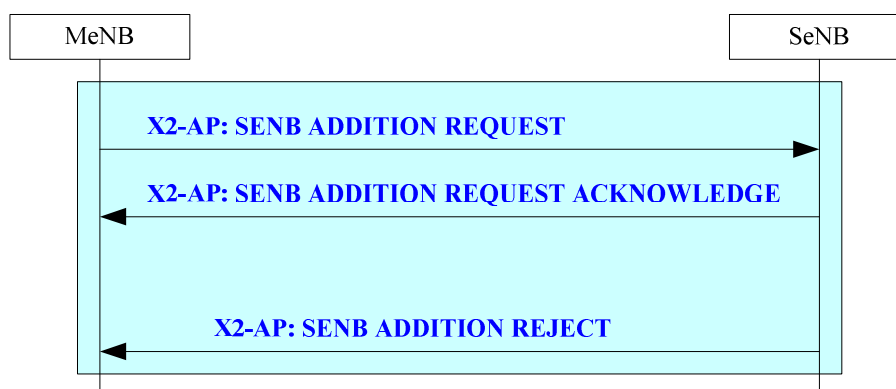 MeNB
SeNB
X2-AP: SENB ADDITION REQUEST
X2-AP: SENB ADDITION REQUEST ACKNOWLEDGE
X2-AP: SENB ADDITION REJECT